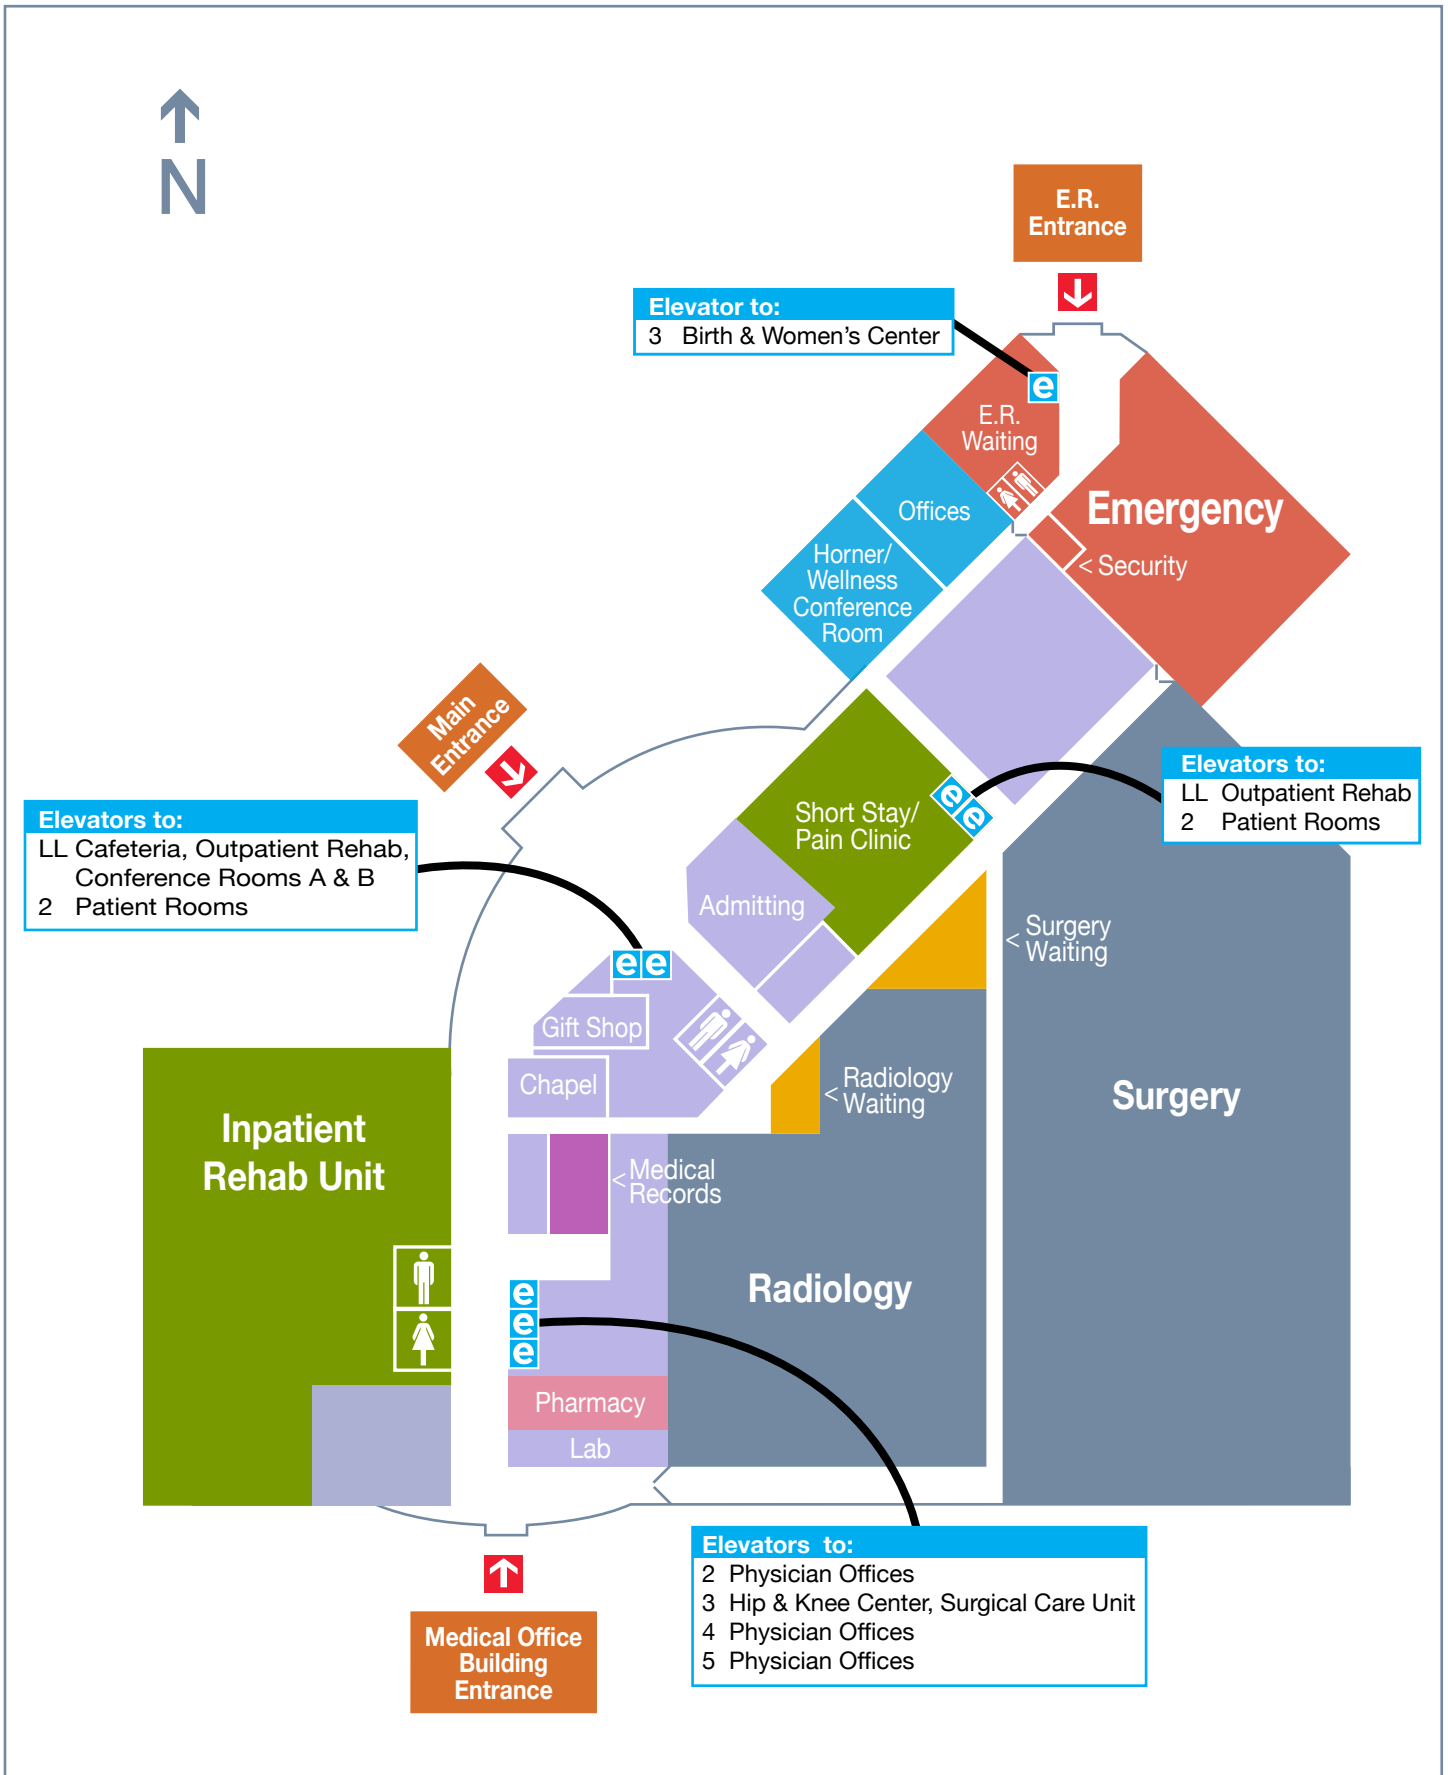 N
E.R.
Entrance
Elevator to:
3 Birth & Women's Center
e
E.R.
Waiting
Offices
Emergency
< Security
Horner/
Wellness
Conference
Room
Main
Entrance
Elevators to:
LL Outpatient Rehab
2 Patient Rooms
e e
Short Stay/
Pain Clinic
Elevators to:
LL Cafeteria, Outpatient Rehab,
Conference Rooms A & B
2 Patient Rooms
Admitting
< Surgery
Waiting
e e
Gift Shop
Chapel
< Radiology
Waiting
Surgery
Inpatient
Rehab Unit
< Medical
Records
Radiology
e
e
e
Pharmacy
Lab
Elevators to:
2 Physician Offices
3 Hip & Knee Center, Surgical Care Unit
4 Physician Offices
5 Physician Offices
Medical Office
Building
Entrance